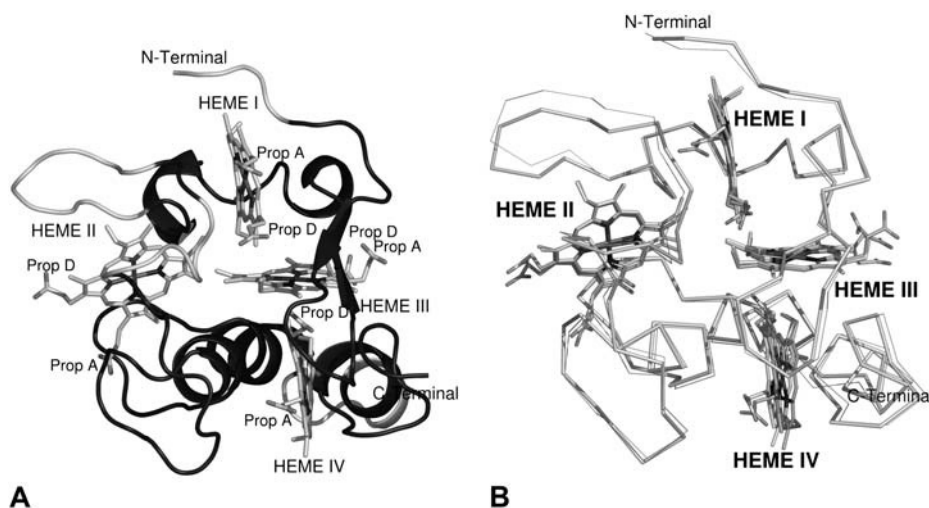 N-Terminal
HEME I
Prop A
HEME II
Prop D
Prop D
Prop D
Prop A
HEME III
Prop D
Prop A
C-Terminal
Prop A
HEME IV
A
N-Terminal
HEME I
HEME II
HEME III
C-Termina
HEME IV
B